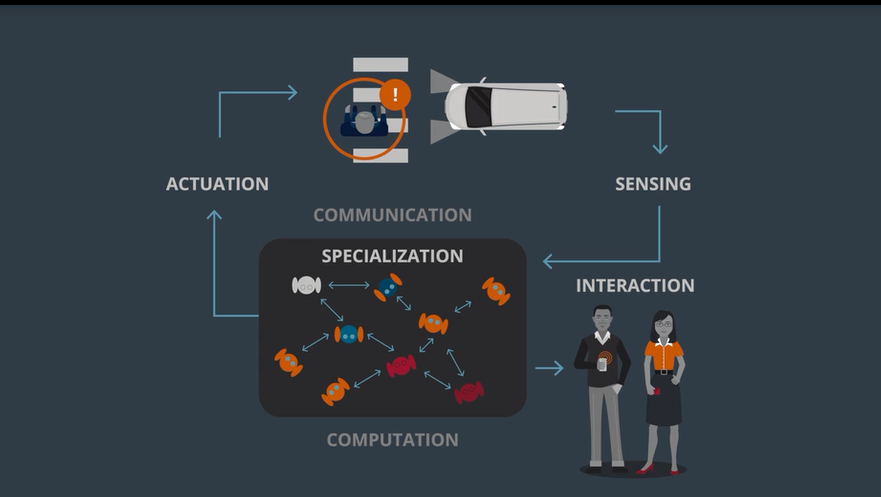 !
ACTUATION
SENSING
COMMUNICATION
SPECIALIZATION
INTERACTION
COMPUTATION